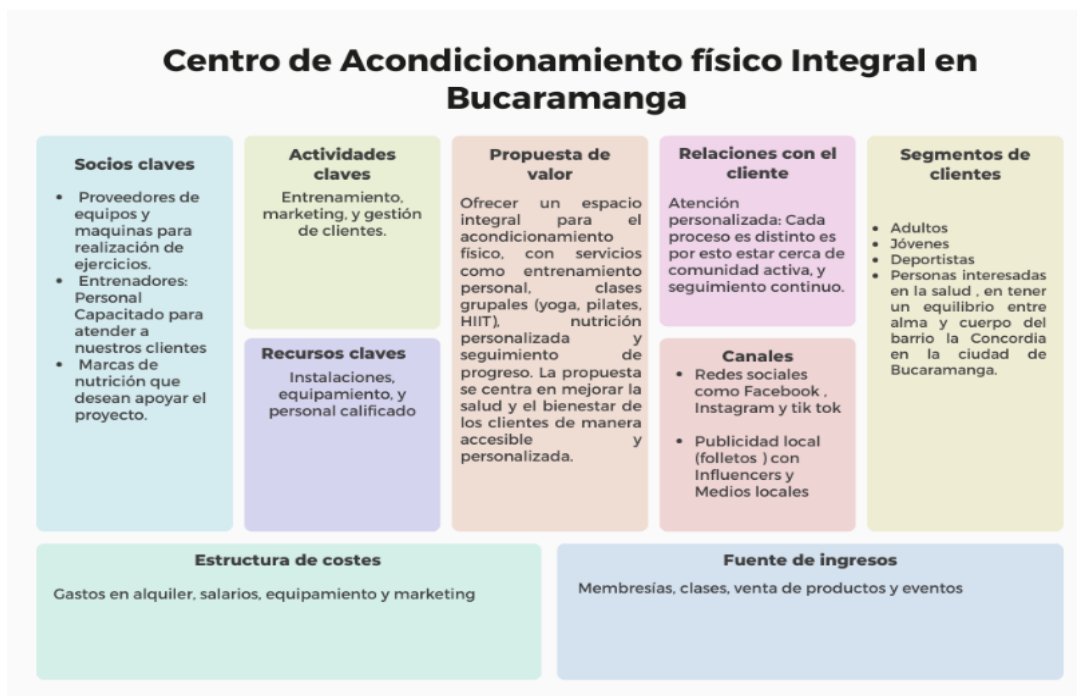 Centro de Acondicionamiento físico Integral en
Bucaramanga
Socios claves
• Proveedores de
equipos y
maquinas para
realización de
ejercicios.
• Entrenadores:
Personal
Capacitado para
atender a
nuestros clientes
• Marcas de
nutrición que
desean apoyar el
proyecto.
Actividades
claves
Entrenamiento,
marketing, y gestión
de clientes.
Recursos claves
Instalaciones,
equipamiento, y
personal calificado
Propuesta de
valor
Ofrecer un espacio
integral para el
acondicionamiento
físico, con servicios
como entrenamiento
personal, clases
grupales (yoga, pilates,
HIIT), nutrición
personalizada y
seguimiento de
progreso. La propuesta
se centra en mejorar la
salud y el bienestar de
los clientes de manera
accesible y
personalizada.
Relaciones con el
cliente
Atención
personalizada: Cada
proceso es distinto es
por esto estar cerca de
comunidad activa, y
seguimiento continuo.
Canales
• Redes sociales
como Facebook ,
Instagram y tik tok
• Publicidad local
(folletos ) con
Influencers y
Medios locales
Segmentos de
clientes
• Adultos
• Jóvenes
• Deportistas
• Personas interesadas
en la salud , en tener
un equilibrio entre
alma y cuerpo del
barrio la Concordia
en la ciudad de
Bucaramanga.
Estructura de costes
Gastos en alquiler, salarios, equipamiento y marketing
Fuente de ingresos
Membresías, clases, venta de productos y eventos